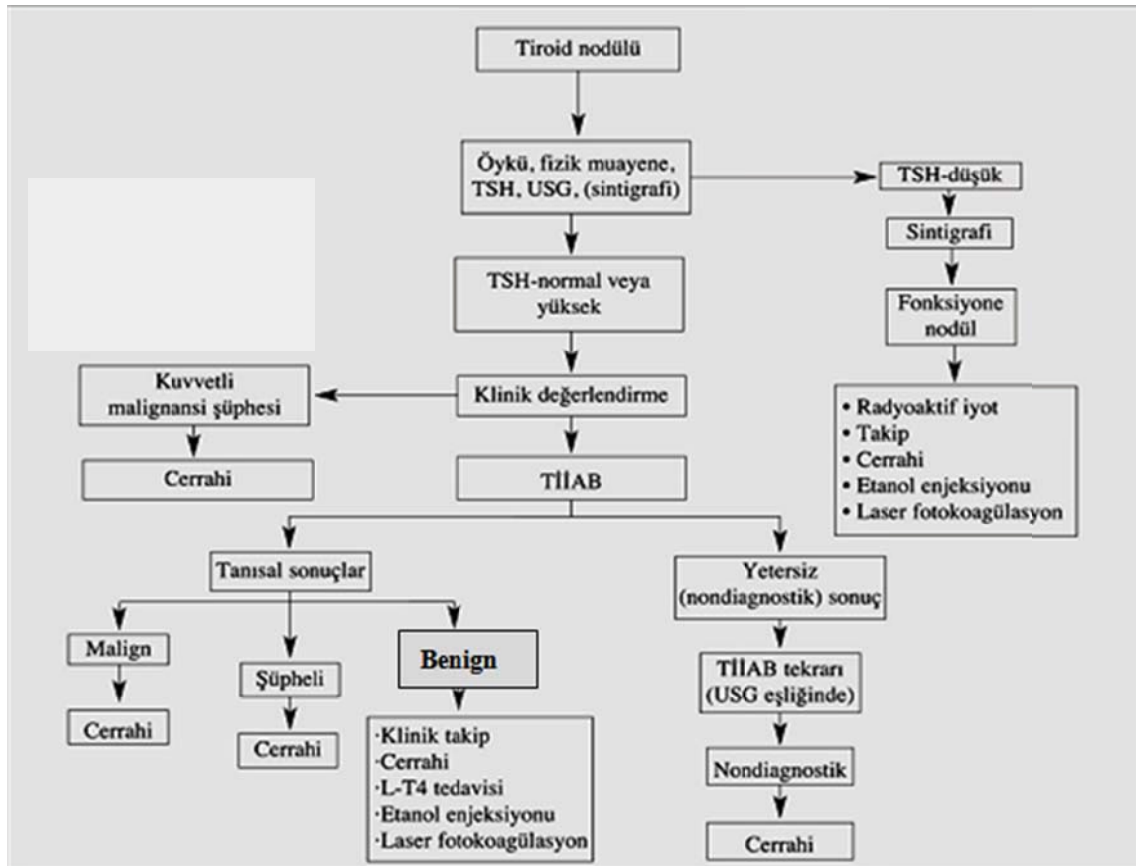 Tiroid nodülü
Öykü, fizik muayene,
TSH, USG, (sintigrafi)
TSH-düşük
Sintigrafi
TSH-normal veya
yüksek
Fonksiyone
nodül
Kuvvetli
malignansi şüphesi
Klinik değerlendirme
• Radyoaktif iyot
• Takip
• Cerrahi
• Etanol enjeksiyonu
• Laser fotokoagülasyon
Cerrahi
TİİAB
Tanısal sonuçlar
Yetersiz
(nondiagnostik) sonuç
Malign
Şüpheli
Benign
TİİAB tekrarı
(USG eşliğinde)
Cerrahi
Cerrahi
·Klinik takip
·Cerrahi
·L-T4 tedavisi
·Etanol enjeksiyonu
·Laser fotokoagülasyon
Nondiagnostik
Cerrahi